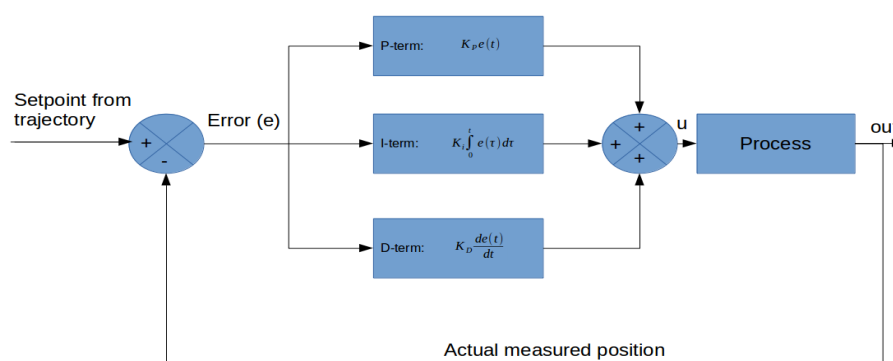 Setpoint from
trajectory
+
-
Error (e)
P-term: K_P e(t)
I-term: K_i ∫_0^t e(τ)dτ
D-term: K_D de(t)/dt
+
+
+
u
Process
ou
Actual measured position